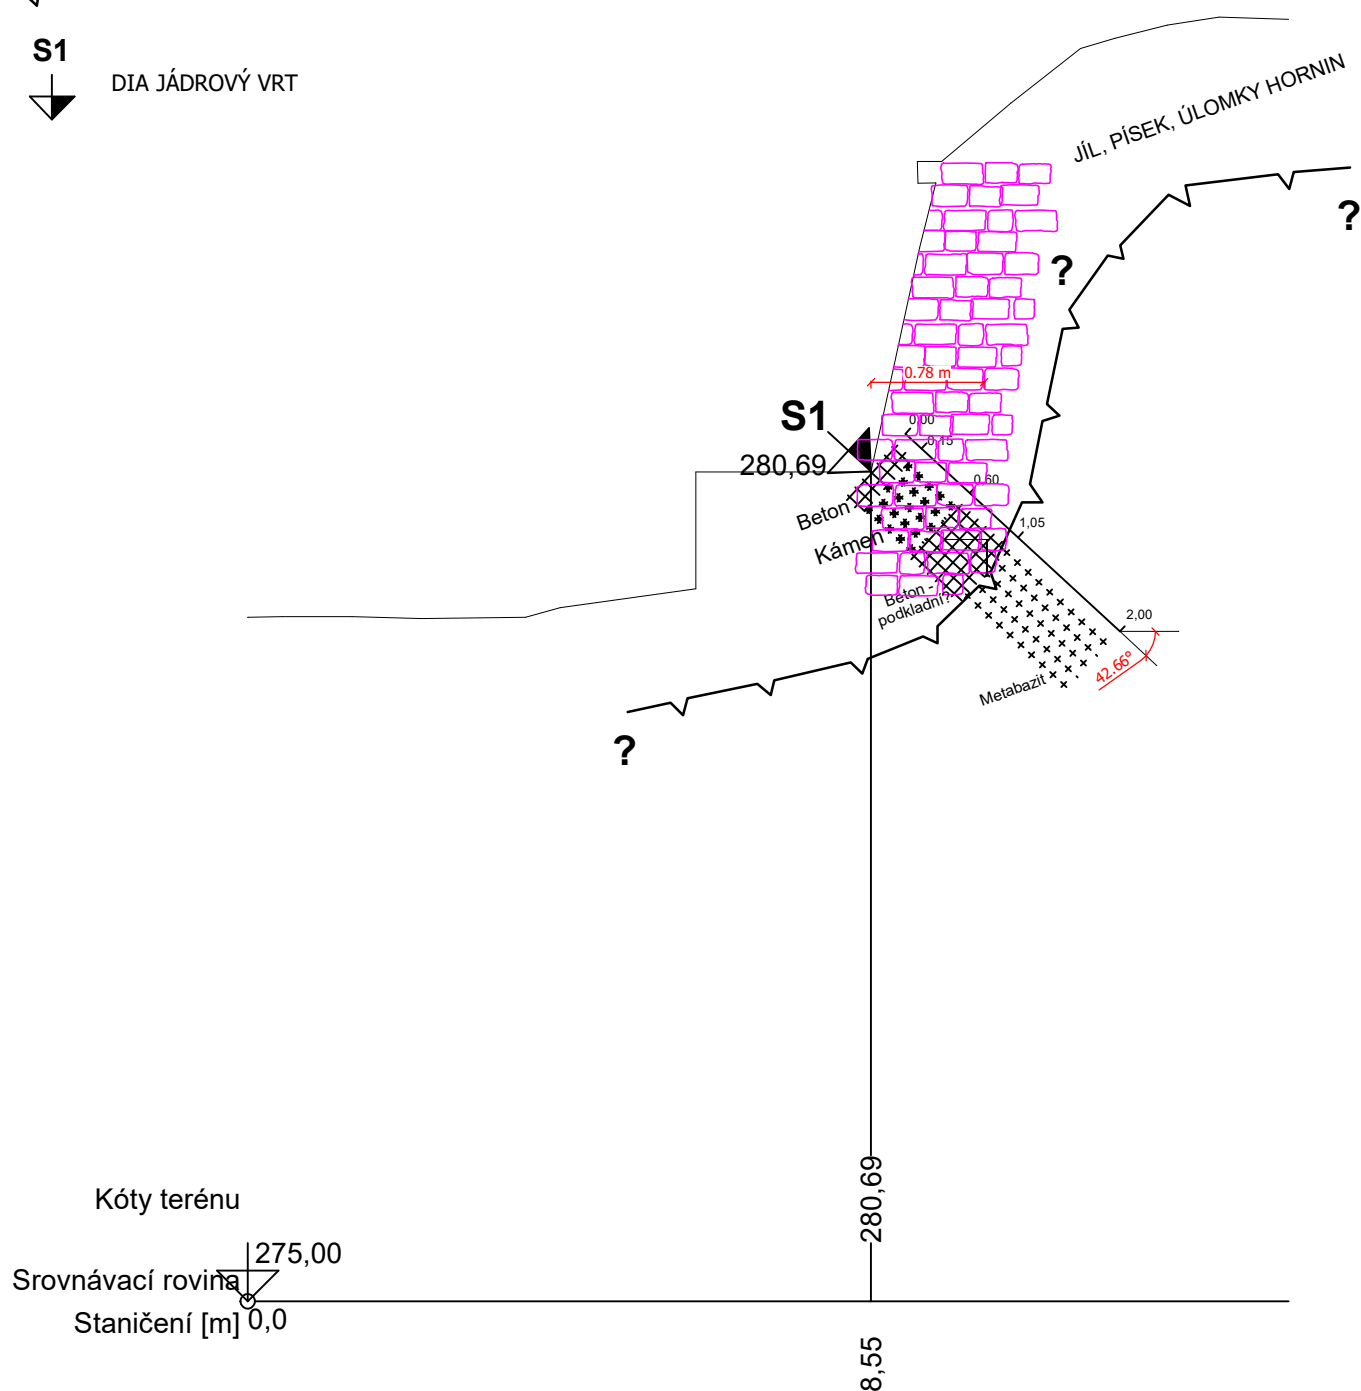 S1
DIA JÁDROVÝ VRT
JÍL, PÍSEK, ÚLOMKY HORNIN
?
?
0.78 m
S1
0,00
0,15
280,69
0,60
Beton
1,05
Kámen
Beton -
podkladní?
2,00
42.66°
Metabazit
?
280,69
Kóty terénu
275,00
Srovnávací rovina
Staničení [m]
0,0
8,55